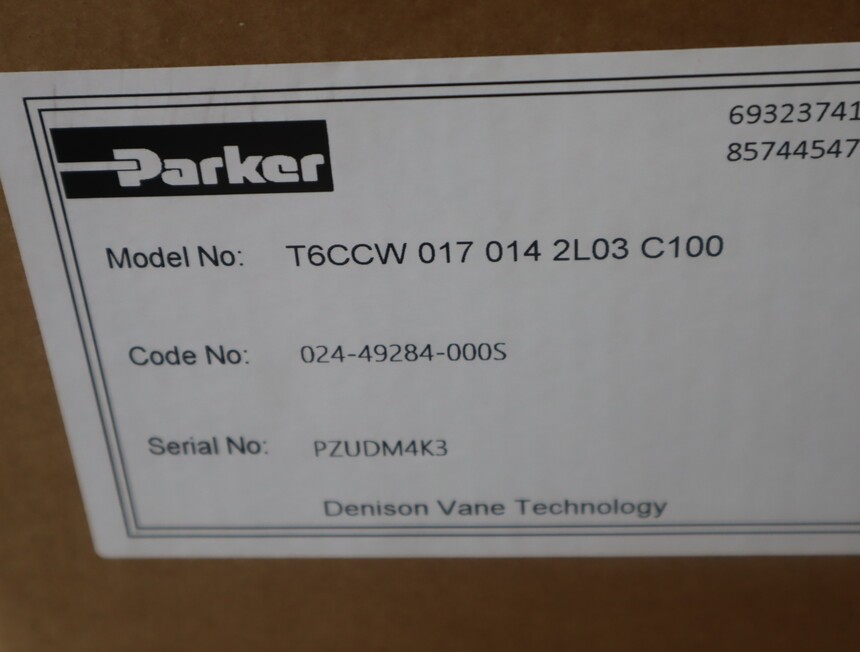 69323741
85744547
Parker
Model No: T6CCW 017 014 2L03 C100
Code No: 024-49284-000S
Serial No: PZUDM4K3
Denison Vane Technology